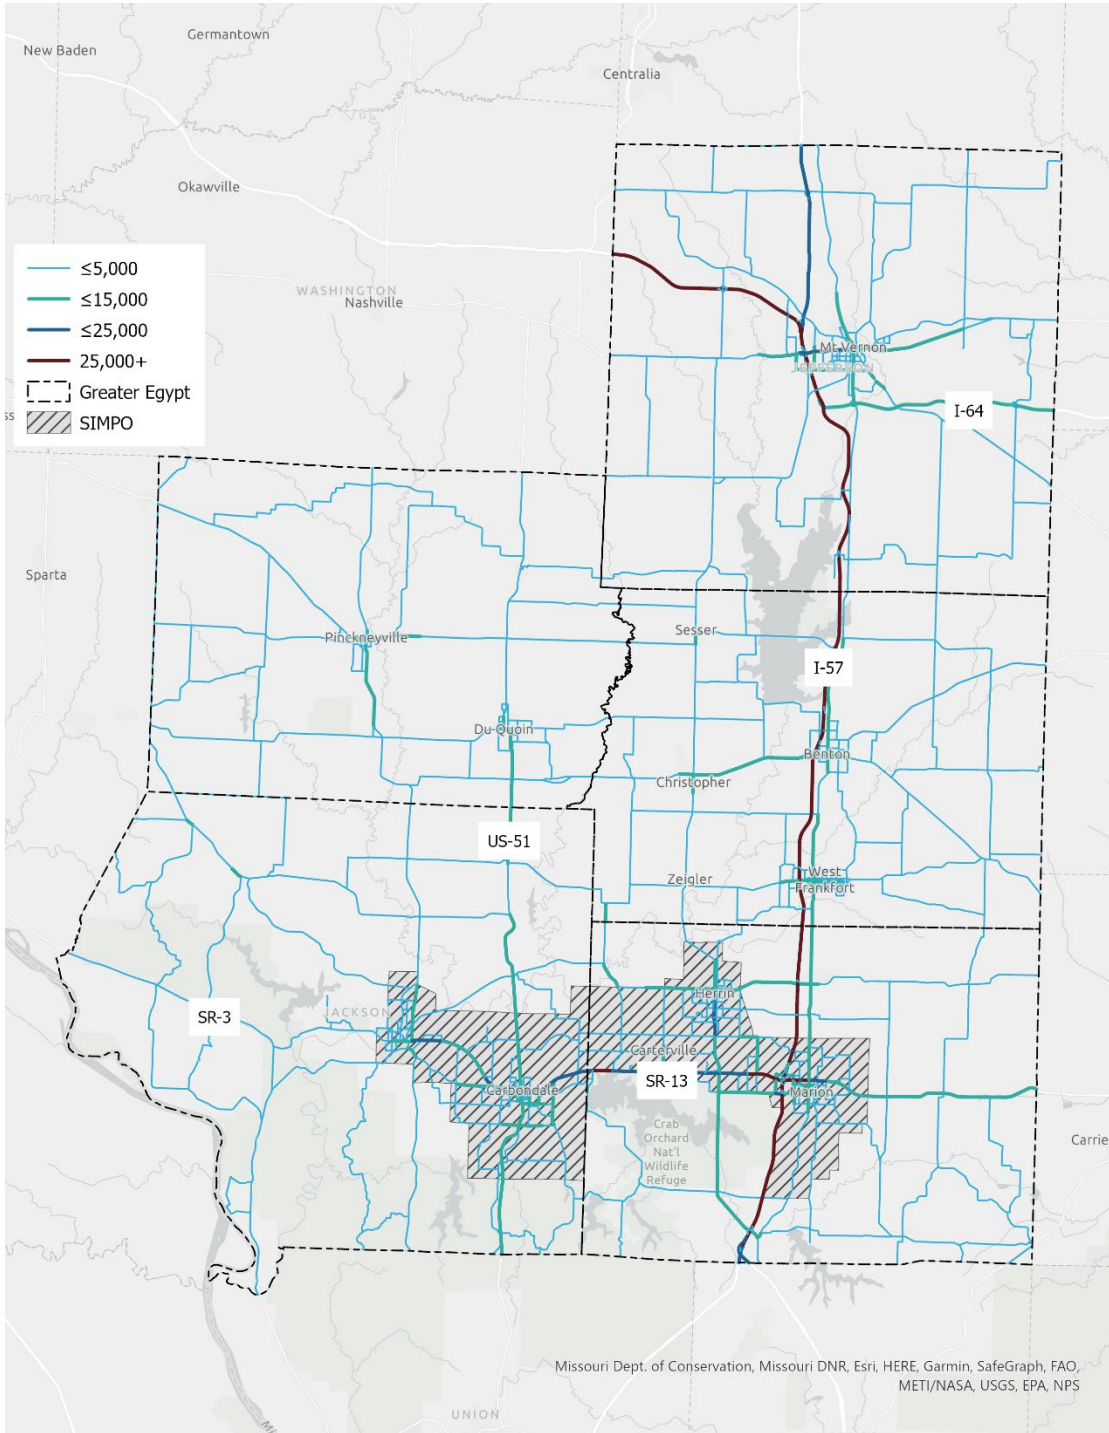 Germantown
New Baden
Centralia
Okawville
≤5,000
≤15,000
≤25,000
25,000+
Greater Egypt
SIMPO
WASHINGTON
Nashville
Mt Vernon
JEFFERSON
I-64
Sparta
Pinckneyville
Sesser
I-57
Du Quoin
Benton
Christopher
US-51
Zeigler
West
Frankfort
Herrin
SR-3
JACKSON
Carterville
SR-13
Carbondale
Marion
Crab
Orchard
Nat'l
Wildlife
Refuge
Carrie
Missouri Dept. of Conservation, Missouri DNR, Esri, HERE, Garmin, SafeGraph, FAO,
METI/NASA, USGS, EPA, NPS
UNION